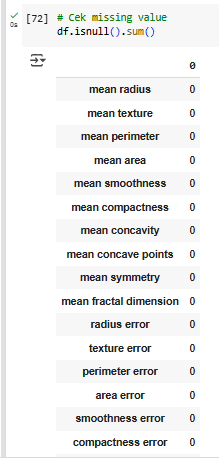 [72] # Cek missing value
0s df.isnull().sum()
0
mean radius 0
mean texture 0
mean perimeter 0
mean area 0
mean smoothness 0
mean compactness 0
mean concavity 0
mean concave points 0
mean symmetry 0
mean fractal dimension 0
radius error 0
texture error 0
perimeter error 0
area error 0
smoothness error 0
compactness error 0